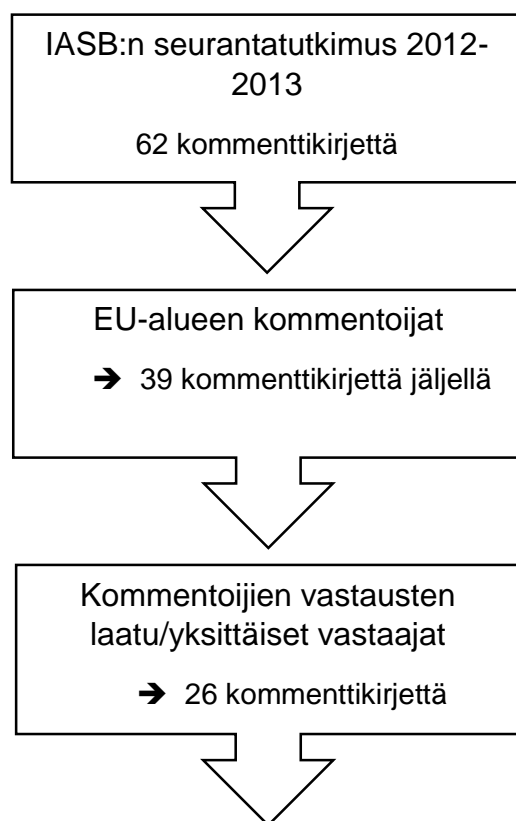 IASB:n seurantatutkimus 2012-
2013
62 kommenttikirjettä
EU-alueen kommentoijat
➔ 39 kommenttikirjettä jäljellä
Kommentoijien vastausten
laatu/yksittäiset vastaajat
➔ 26 kommenttikirjettä